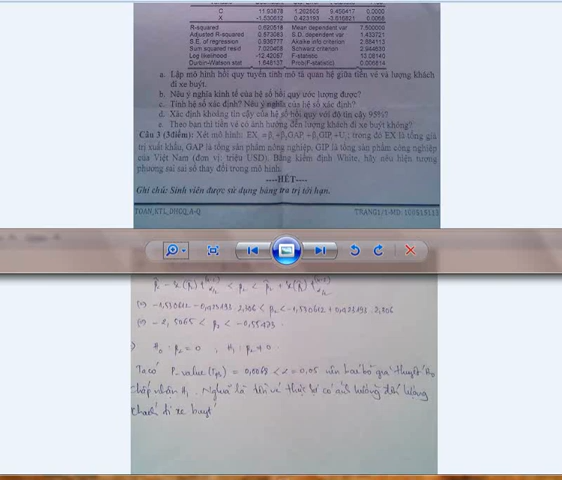 C 11.93878 1.262503 9.456417 0.0000
X -1.530612 0.423193 -3.616821 0.0068
R-squared 0.620518 Mean dependent var 7.500000
Adjusted R-squared 0.573083 S.D. dependent var 1.433721
S.E. of regression 0.936777 Akaike info criterion 2.884113
Sum squared resid 7.020408 Schwarz criterion 2.944630
Log likelihood -12.42057 F-statistic 13.08140
Durbin-Watson stat 1.648137 Prob(F-statistic) 0.006814
a. Lập mô hình hồi quy tuyến tính mô tả quan hệ giữa tiền vé và lượng khách
đi xe buýt.
b. Nêu ý nghĩa kinh tế của hệ số hồi quy ước lượng được?
c. Tính hệ số xác định? Nêu ý nghĩa của hệ số xác định?
d. Xác định khoảng tin cậy của hệ số hồi quy với độ tin cậy 95%?
e. Theo bạn thì tiền vé có ảnh hưởng đến lượng khách đi xe buýt không?
Câu 3 (3điểm): Xét mô hình: EX = β₁ +β₂GAP + β₃GIP +U ; trong đó EX là tổng giá
trị xuất khẩu, GAP là tổng sản phẩm nông nghiệp, GIP là tổng sản phẩm công nghiệp
của Việt Nam (đơn vị: triệu USD). Bằng kiểm định White, hãy nêu hiện tượng
phương sai sai số thay đổi trong mô hình.
----HẾT----
Ghi chú: Sinh viên được sử dụng bảng tra trị tới hạn.
TOAN_KTL_DHCQ_A-Q TRANG1/1-MD:
-1,530612 - 0,423193 . 2,306 < β₂ < -1,530612 + 0,423193 . 2,306
< β₂ < -0,55473
H₀ : β₂ = 0 , H₁ : β₂ ≠ 0
Ta có P-value = 0,0068 < α = 0,05 nên bác bỏ giả thuyết H₀
chấp nhận H₁. Nghĩa là tiền vé thực sự có ảnh hưởng đến lượng
khách đi xe buýt